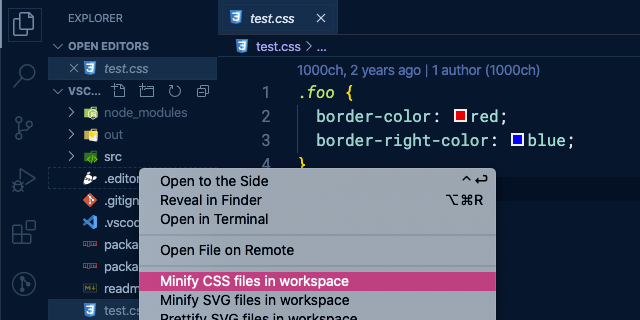 EXPLORER
OPEN EDITORS
test.css
VSC...
node_modules
out
src
.editor
.gitign
.vscod
packa
packa
readm
test.css
test.css
test.css > ...
1000ch, 2 years ago | 1 author (1000ch)
1 .foo {
2 border-color: red;
3 border-right-color: blue;
4 }
Open to the Side ⌃↩
Reveal in Finder ⌥⌘R
Open in Terminal
Open File on Remote
Minify CSS files in workspace
Minify SVG files in workspace
Prettify SVG files in workspace